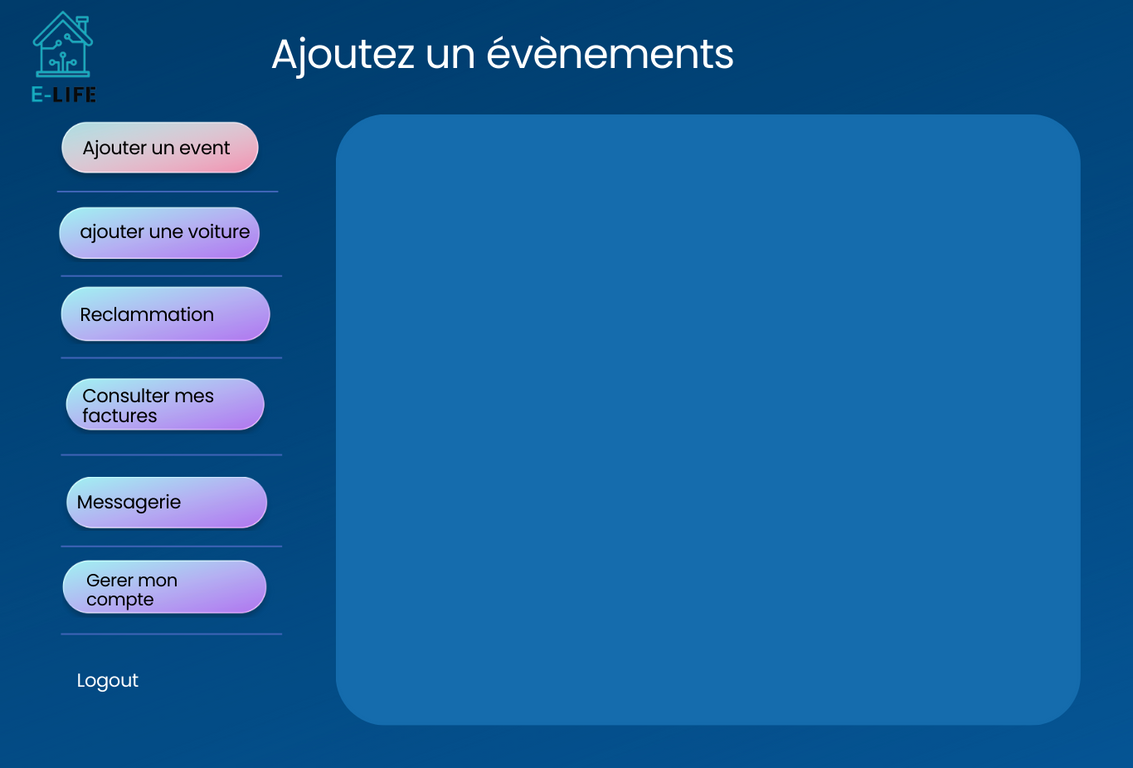 Ajoutez un évènements
E-LIFE
Ajouter un event
ajouter une voiture
Reclammation
Consulter mes
factures
Messagerie
Gerer mon
compte
Logout